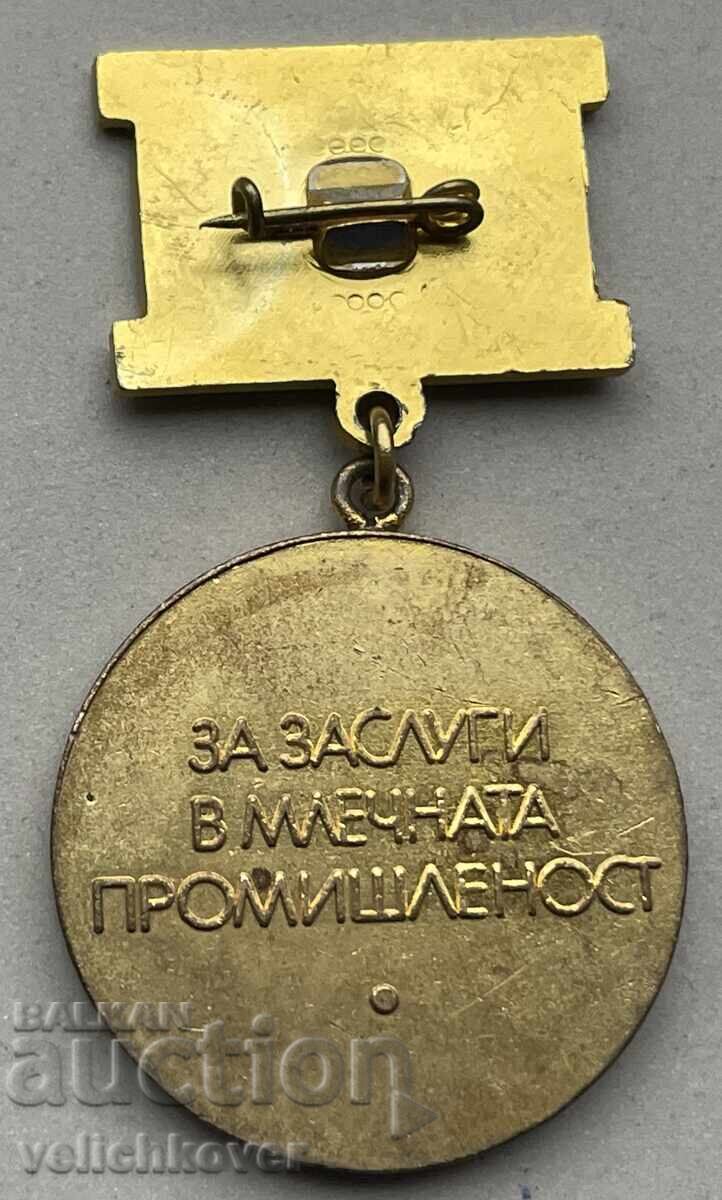 ЗА ЗАСЛУГИ
В МЛЕЧНАТА
ПРОМИШЛЕНОСТ
BALKAN
auction
velichkover